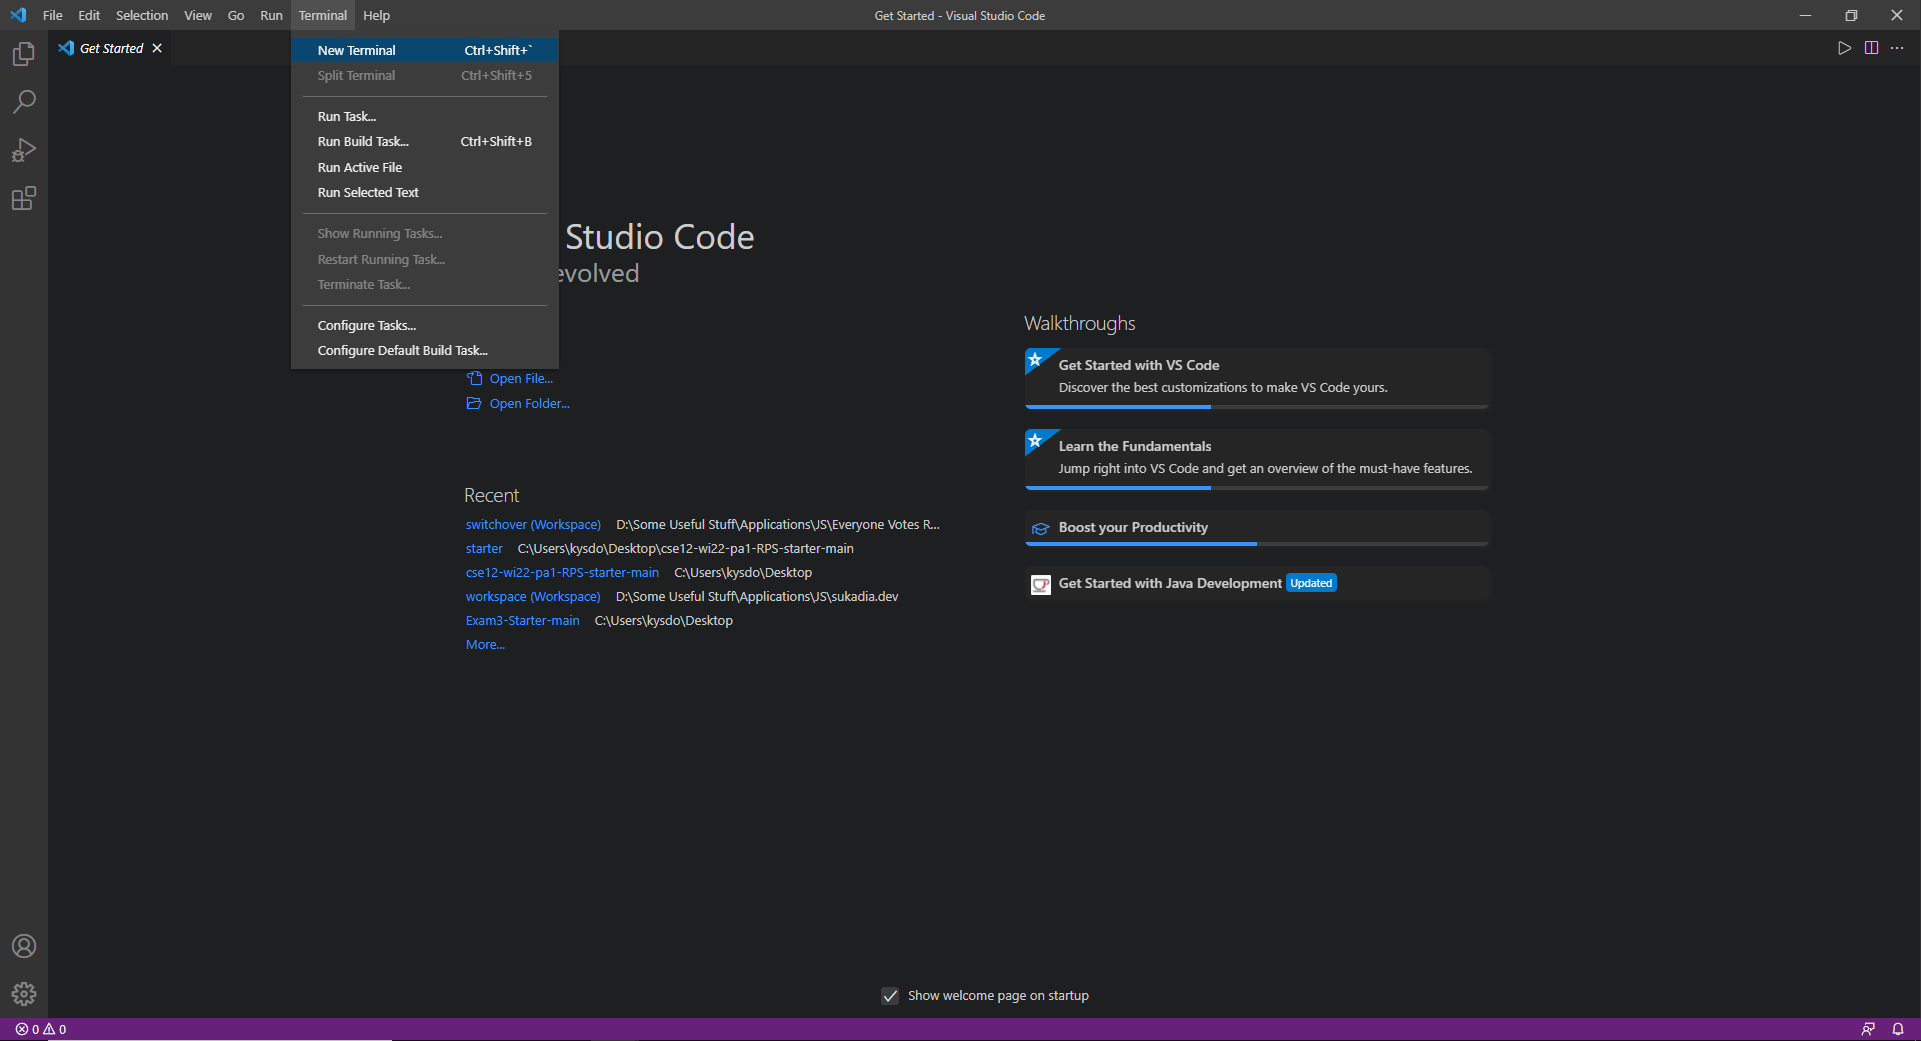 File Edit Selection View Go Run Terminal Help
Get Started - Visual Studio Code
Get Started
New Terminal Ctrl+Shift+`
Split Terminal Ctrl+Shift+5
Run Task...
Run Build Task... Ctrl+Shift+B
Run Active File
Run Selected Text
Show Running Tasks...
Restart Running Task...
Terminate Task...
Configure Tasks...
Configure Default Build Task...
Studio Code
evolved
Open File...
Open Folder...
Recent
switchover (Workspace) D:\Some Useful Stuff\Applications\JS\Everyone Votes R...
starter C:\Users\kysdo\Desktop\cse12-wi22-pa1-RPS-starter-main
cse12-wi22-pa1-RPS-starter-main C:\Users\kysdo\Desktop
workspace (Workspace) D:\Some Useful Stuff\Applications\JS\sukadia.dev
Exam3-Starter-main C:\Users\kysdo\Desktop
More...
Walkthroughs
Get Started with VS Code
Discover the best customizations to make VS Code yours.
Learn the Fundamentals
Jump right into VS Code and get an overview of the must-have features.
Boost your Productivity
Get Started with Java Development Updated
Show welcome page on startup
0 0